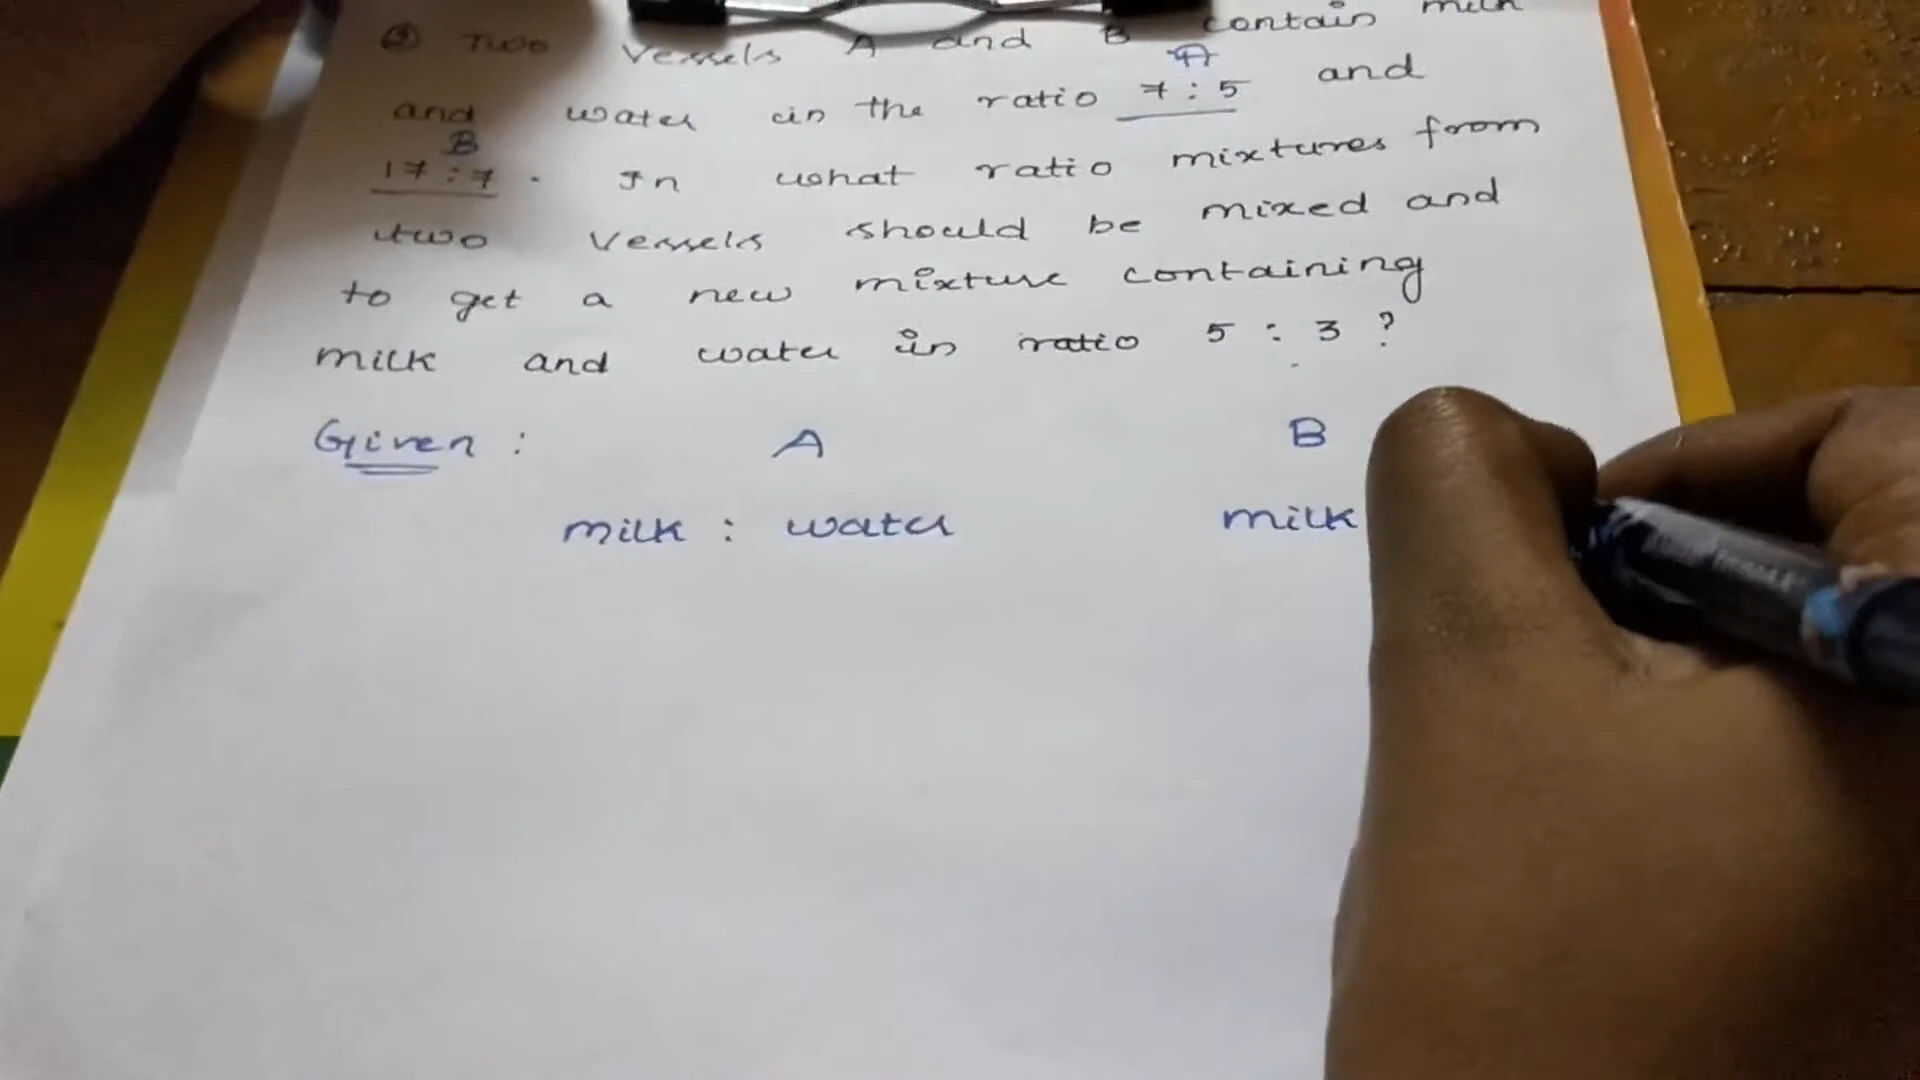 ③ Two Vessels A and B contain milk
A
and water in the ratio 7 : 5 and
B
17 : 7 . In what ratio mixtures from
two Vessels should be mixed and
to get a new mixture containing
milk and water in ratio 5 : 3 ?
Given : A B
milk : water milk